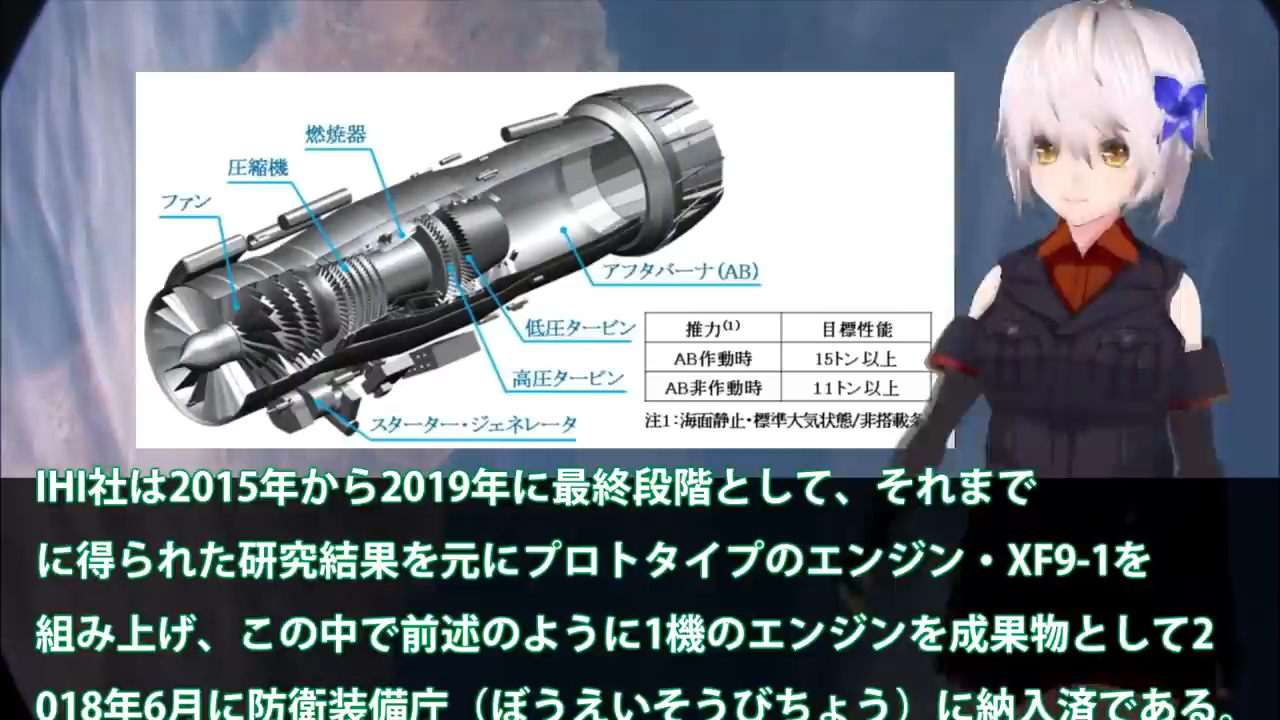 燃焼器
圧縮機
ファン
アフタバーナ(AB)
低圧タービン
高圧タービン
スターター・ジェネレータ
推力(1) 目標性能
AB作動時 15トン以上
AB非作動時 11トン以上
注1:海面静止・標準大気状態/非搭載条
IHI社は2015年から2019年に最終段階として、それまで
に得られた研究結果を元にプロトタイプのエンジン・XF9-1を
組み上げ、この中で前述のように1機のエンジンを成果物として2
018年6月に防衛装備庁（ぼうえいそうびちょう）に納入済である。